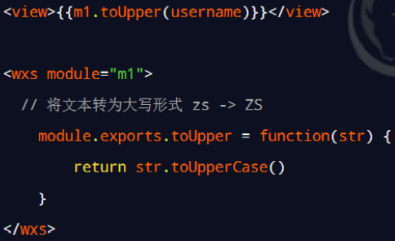 <view>{{m1.toUpper(username)}}</view>
<wxs module="m1">
// 将文本转为大写形式 zs -> ZS
module.exports.toUpper = function(str) {
return str.toUpperCase()
}
</wxs>